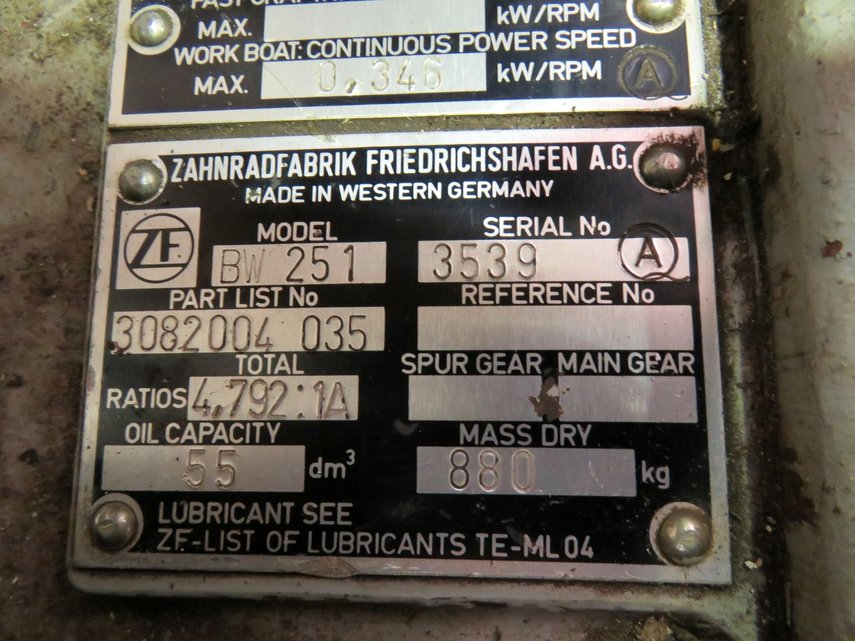 MAX. kW/RPM
WORK BOAT: CONTINUOUS POWER SPEED
MAX. 0,346 kW/RPM A
ZAHNRADFABRIK FRIEDRICHSHAFEN A.G.
MADE IN WESTERN GERMANY
ZF
MODEL SERIAL No
BW 251 3539 A
PART LIST No REFERENCE No
3082004 035
TOTAL SPUR GEAR MAIN GEAR
RATIOS 4,792:1A
OIL CAPACITY MASS DRY
55 dm³ 880 kg
LUBRICANT SEE
ZF-LIST OF LUBRICANTS TE-ML 04